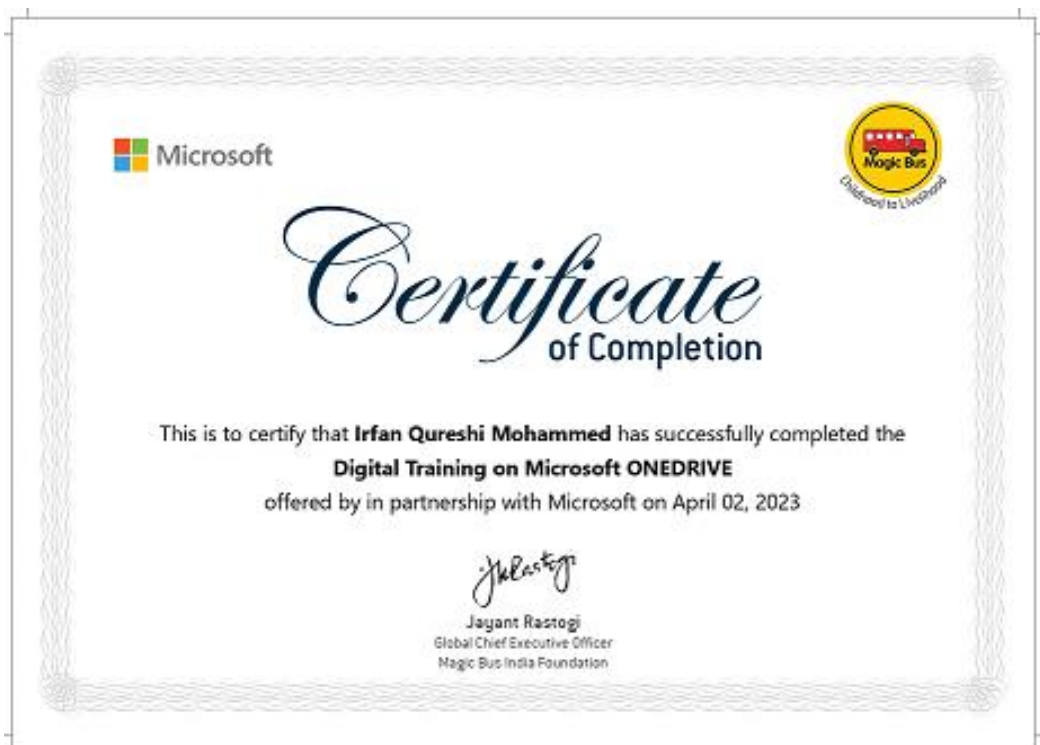 Microsoft
Magic Bus
Childhood to Livelihood
Certificate
of Completion
This is to certify that Irfan Qureshi Mohammed has successfully completed the
Digital Training on Microsoft ONEDRIVE
offered by in partnership with Microsoft on April 02, 2023
JKRastogi
Jayant Rastogi
Global Chief Executive Officer
Magic Bus India Foundation